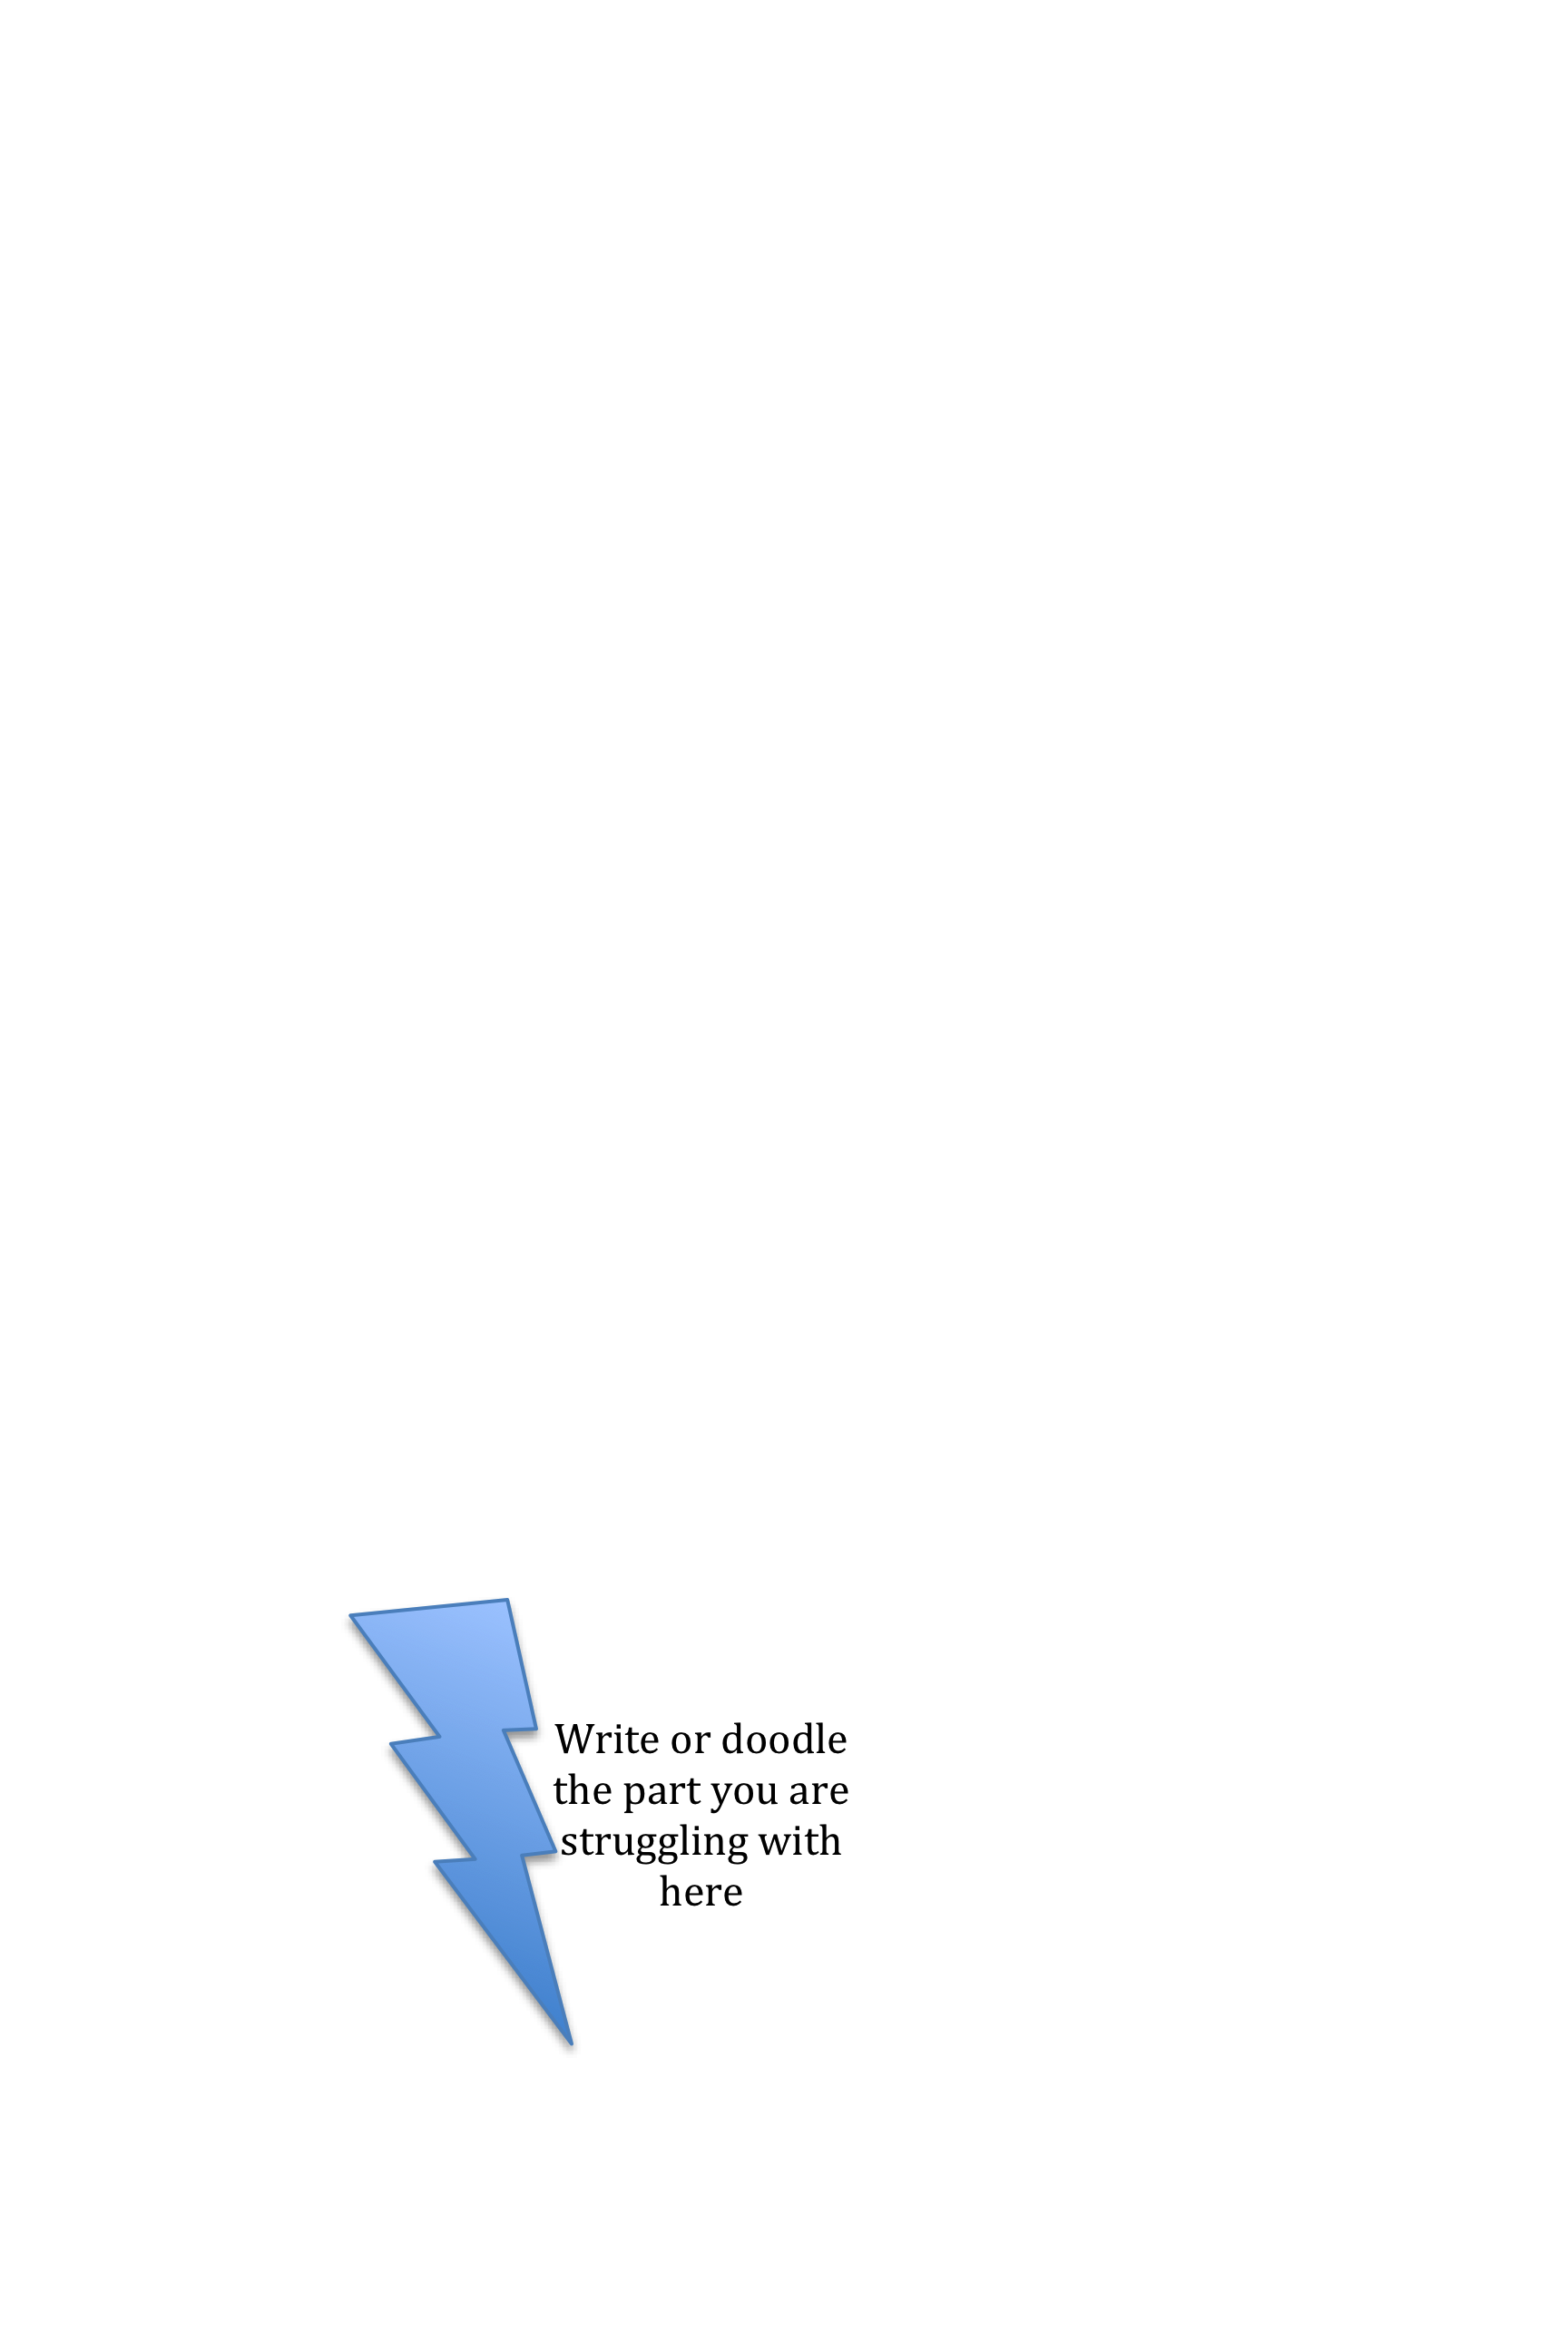 Write or doodle
the part you are
struggling with
here